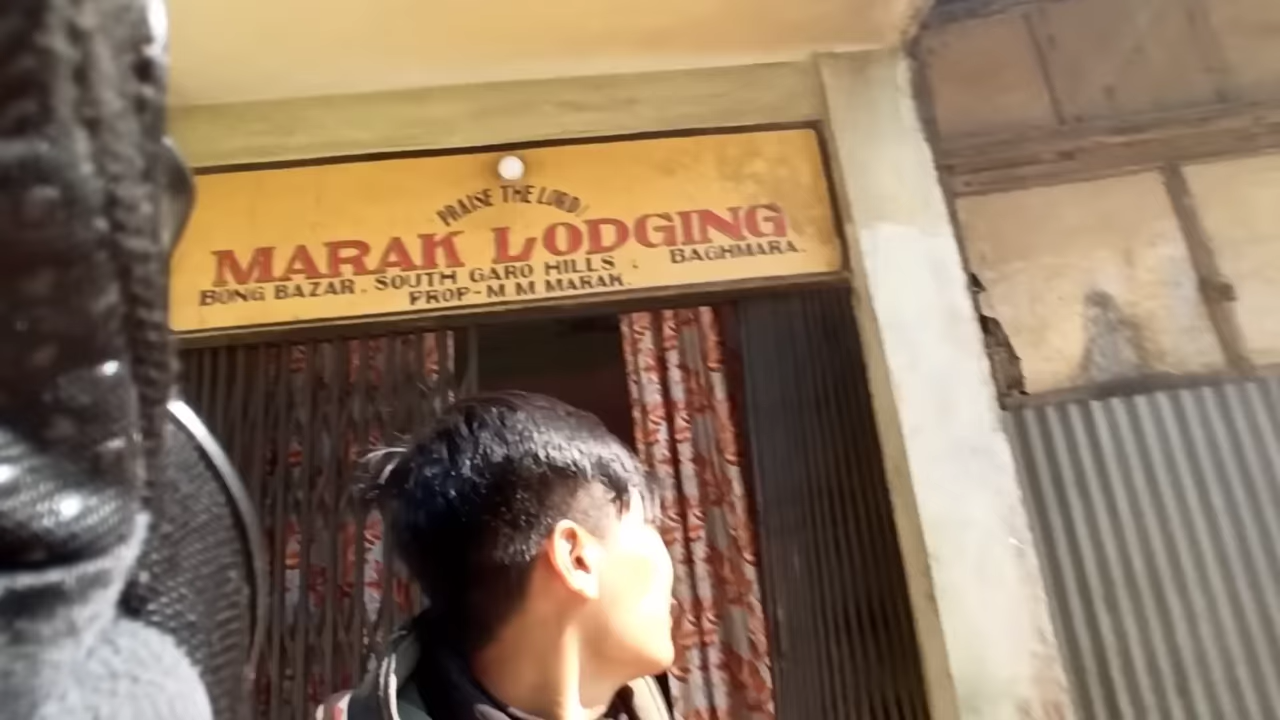 PRAISE THE LORD!
MARAK LODGING
BONG BAZAR. SOUTH GARO HILLS. BAGHMARA.
PROP-M M MARAK.